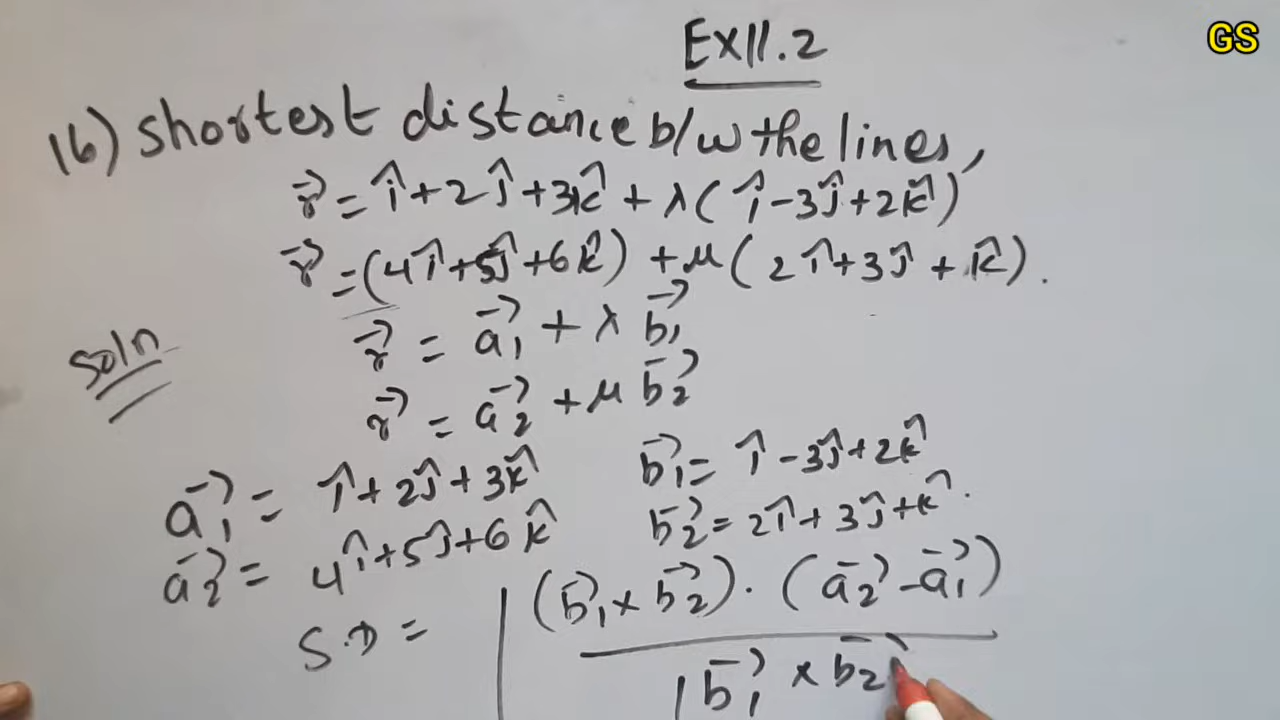 GS
Ex11.2
16) Shortest distance b/w the lines,
r⃗ = î + 2ĵ + 3k̂ + λ( î - 3ĵ + 2k̂ )
r⃗ = (4î + 5ĵ + 6k̂) + μ( 2î + 3ĵ + k̂ ).
Soln
r⃗ = a⃗₁ + λ b⃗₁
r⃗ = a⃗₂ + μ b⃗₂
a⃗₁ = î + 2ĵ + 3k̂ b⃗₁ = î - 3ĵ + 2k̂
a⃗₂ = 4î + 5ĵ + 6k̂ b⃗₂ = 2î + 3ĵ + k̂.
S.D = | (b⃗₁ × b⃗₂) · (a⃗₂ - a⃗₁)
|b⃗₁ × b⃗₂